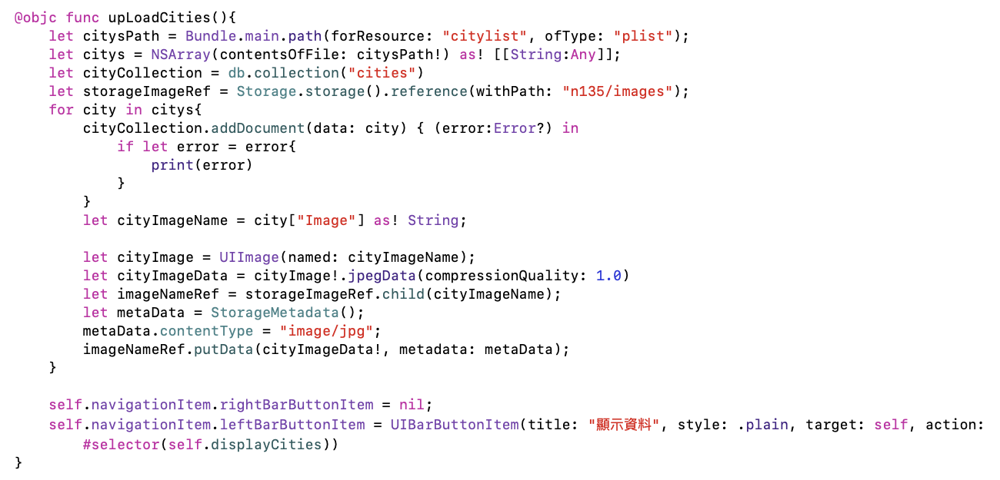 @objc func upLoadCities(){
    let citysPath = Bundle.main.path(forResource: "citylist", ofType: "plist");
    let citys = NSArray(contentsOfFile: citysPath!) as! [[String:Any]];
    let cityCollection = db.collection("cities")
    let storageImageRef = Storage.storage().reference(withPath: "n135/images");
    for city in citys{
        cityCollection.addDocument(data: city) { (error:Error?) in
            if let error = error{
                print(error)
            }
        }
        let cityImageName = city["Image"] as! String;

        let cityImage = UIImage(named: cityImageName);
        let cityImageData = cityImage!.jpegData(compressionQuality: 1.0)
        let imageNameRef = storageImageRef.child(cityImageName);
        let metaData = StorageMetadata();
        metaData.contentType = "image/jpg";
        imageNameRef.putData(cityImageData!, metadata: metaData);
    }

    self.navigationItem.rightBarButtonItem = nil;
    self.navigationItem.leftBarButtonItem = UIBarButtonItem(title: "顯示資料", style: .plain, target: self, action:
        #selector(self.displayCities))
}